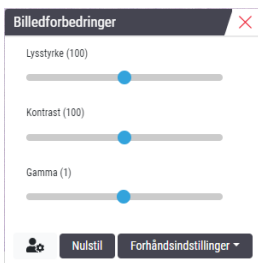 Billedforbedringer
Lysstyrke (100)
Kontrast (100)
Gamma (1)
Nulstil Forhåndsindstillinger